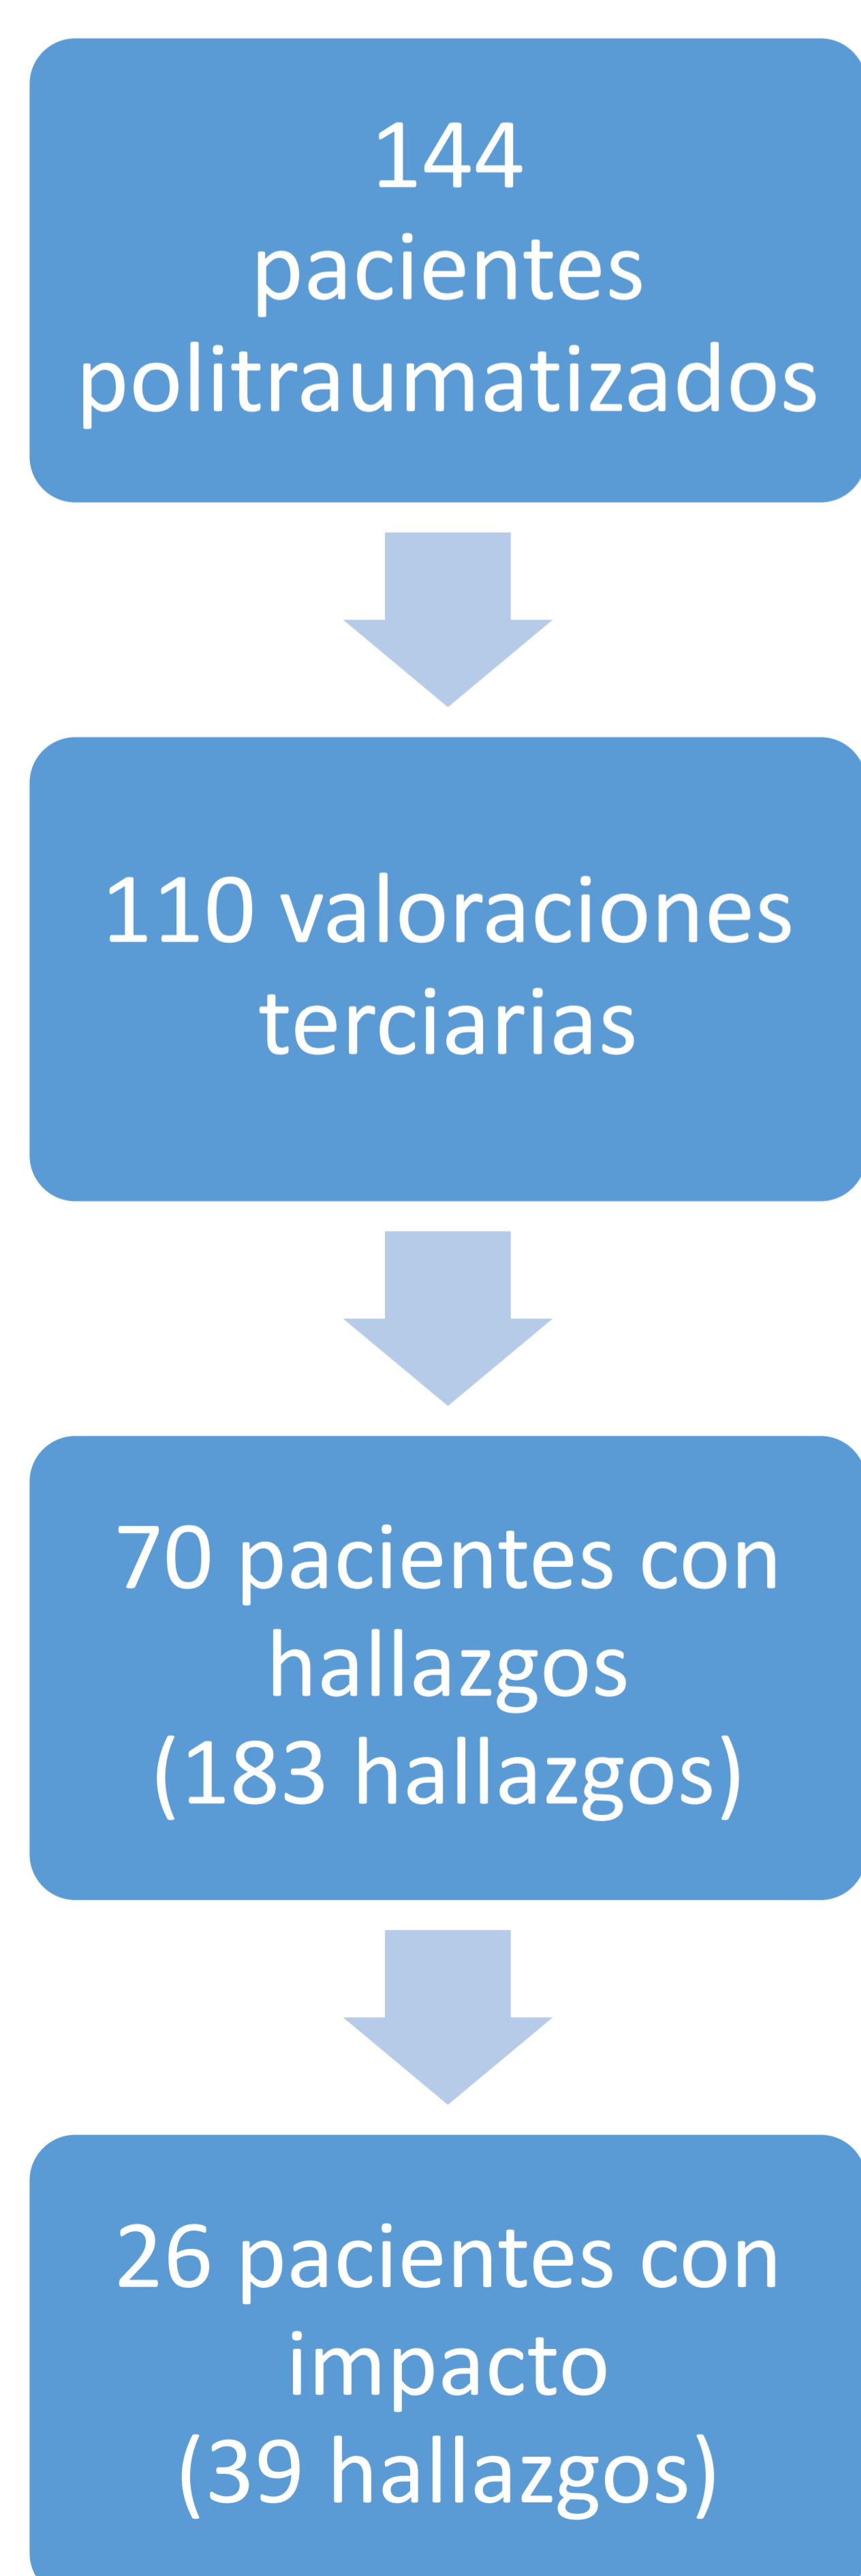 144
pacientes
politraumatizados
110 valoraciones
terciarias
70 pacientes con
hallazgos
(183 hallazgos)
26 pacientes con
impacto
(39 hallazgos)